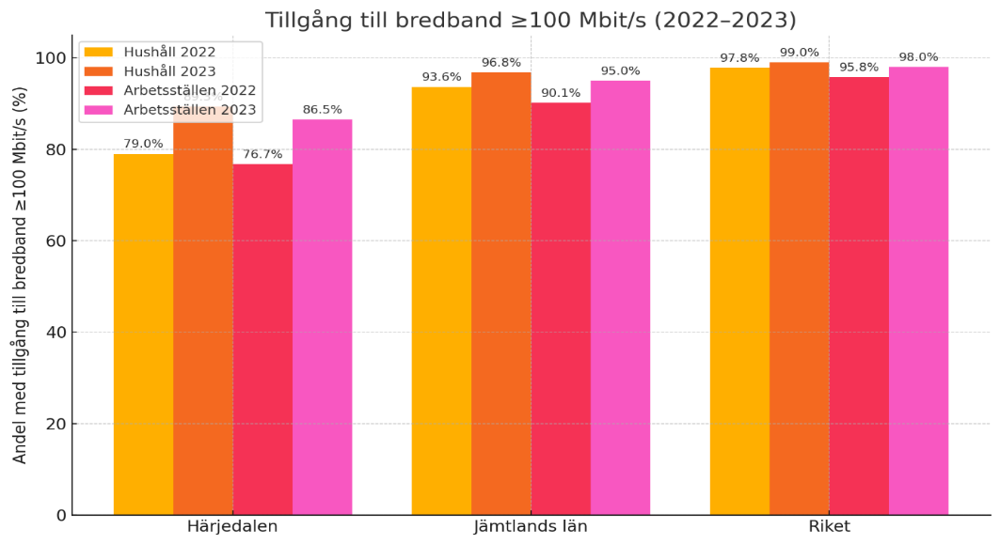 Tillgång till bredband ≥100 Mbit/s (2022–2023)
Andel med tillgång till bredband ≥100 Mbit/s (%)
100
80
60
40
20
0
Hushåll 2022
Hushåll 2023
Arbetsställen 2022
Arbetsställen 2023
79.0%
76.7%
86.5%
93.6%
96.8%
90.1%
95.0%
97.8%
99.0%
95.8%
98.0%
Härjedalen
Jämtlands län
Riket